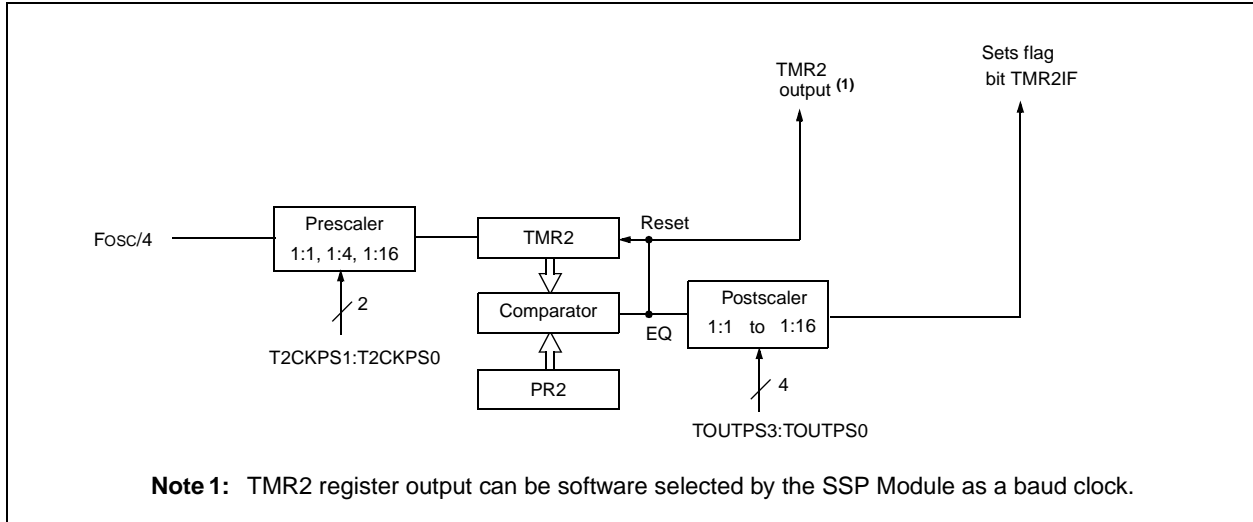 Sets flag
bit TMR2IF
TMR2
output (1)
Fosc/4
Prescaler
1:1, 1:4, 1:16
2
T2CKPS1:T2CKPS0
TMR2
Reset
Comparator
EQ
PR2
Postscaler
1:1 to 1:16
4
TOUTPS3:TOUTPS0
Note 1: TMR2 register output can be software selected by the SSP Module as a baud clock.